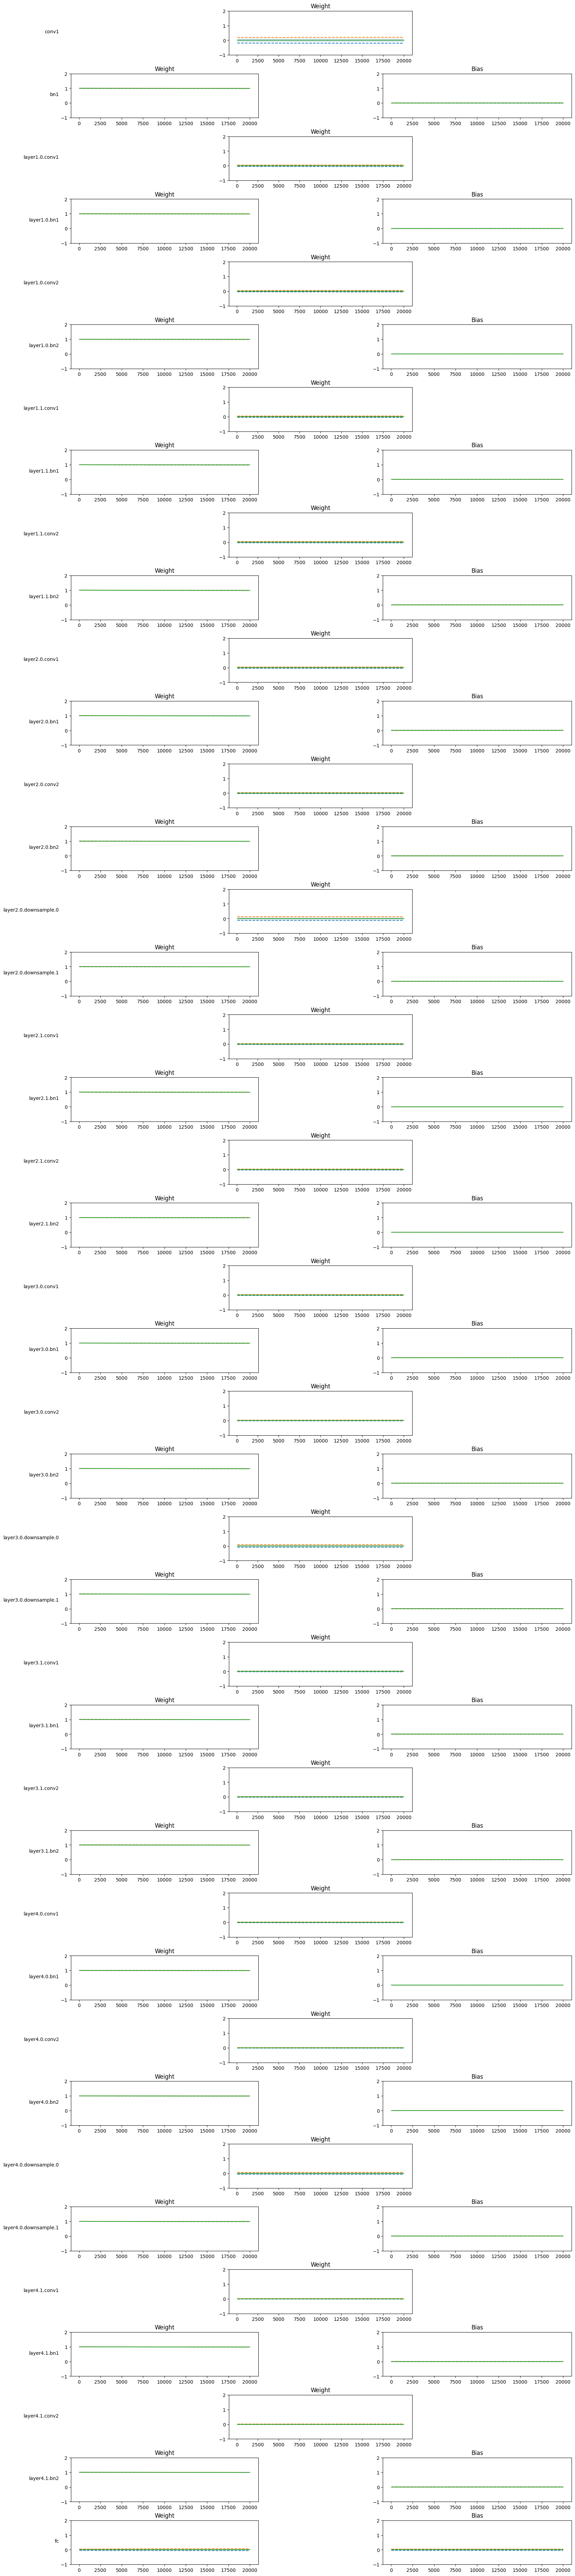 Weight
2
1
conv1
0
−1
0 2500 5000 7500 10000 12500 15000 17500 20000
Weight Bias
2 2
1 1
bn1
0 0
−1 −1
0 2500 5000 7500 10000 12500 15000 17500 20000 0 2500 5000 7500 10000 12500 15000 17500 20000
Weight
2
1
layer1.0.conv1
0
−1
0 2500 5000 7500 10000 12500 15000 17500 20000
Weight Bias
2 2
1 1
layer1.0.bn1
0 0
−1 −1
0 2500 5000 7500 10000 12500 15000 17500 20000 0 2500 5000 7500 10000 12500 15000 17500 20000
Weight
2
1
layer1.0.conv2
0
−1
0 2500 5000 7500 10000 12500 15000 17500 20000
Weight Bias
2 2
1 1
layer1.0.bn2
0 0
−1 −1
0 2500 5000 7500 10000 12500 15000 17500 20000 0 2500 5000 7500 10000 12500 15000 17500 20000
Weight
2
1
layer1.1.conv1
0
−1
0 2500 5000 7500 10000 12500 15000 17500 20000
Weight Bias
2 2
1 1
layer1.1.bn1
0 0
−1 −1
0 2500 5000 7500 10000 12500 15000 17500 20000 0 2500 5000 7500 10000 12500 15000 17500 20000
Weight
2
1
layer1.1.conv2
0
−1
0 2500 5000 7500 10000 12500 15000 17500 20000
Weight Bias
2 2
1 1
layer1.1.bn2
0 0
−1 −1
0 2500 5000 7500 10000 12500 15000 17500 20000 0 2500 5000 7500 10000 12500 15000 17500 20000
Weight
2
1
layer2.0.conv1
0
−1
0 2500 5000 7500 10000 12500 15000 17500 20000
Weight Bias
2 2
1 1
layer2.0.bn1
0 0
−1 −1
0 2500 5000 7500 10000 12500 15000 17500 20000 0 2500 5000 7500 10000 12500 15000 17500 20000
Weight
2
1
layer2.0.conv2
0
−1
0 2500 5000 7500 10000 12500 15000 17500 20000
Weight Bias
2 2
1 1
layer2.0.bn2
0 0
−1 −1
0 2500 5000 7500 10000 12500 15000 17500 20000 0 2500 5000 7500 10000 12500 15000 17500 20000
Weight
2
1
layer2.0.downsample.0
0
−1
0 2500 5000 7500 10000 12500 15000 17500 20000
Weight Bias
2 2
1 1
layer2.0.downsample.1
0 0
−1 −1
0 2500 5000 7500 10000 12500 15000 17500 20000 0 2500 5000 7500 10000 12500 15000 17500 20000
Weight
2
1
layer2.1.conv1
0
−1
0 2500 5000 7500 10000 12500 15000 17500 20000
Weight Bias
2 2
1 1
layer2.1.bn1
0 0
−1 −1
0 2500 5000 7500 10000 12500 15000 17500 20000 0 2500 5000 7500 10000 12500 15000 17500 20000
Weight
2
1
layer2.1.conv2
0
−1
0 2500 5000 7500 10000 12500 15000 17500 20000
Weight Bias
2 2
1 1
layer2.1.bn2
0 0
−1 −1
0 2500 5000 7500 10000 12500 15000 17500 20000 0 2500 5000 7500 10000 12500 15000 17500 20000
Weight
2
1
layer3.0.conv1
0
−1
0 2500 5000 7500 10000 12500 15000 17500 20000
Weight Bias
2 2
1 1
layer3.0.bn1
0 0
−1 −1
0 2500 5000 7500 10000 12500 15000 17500 20000 0 2500 5000 7500 10000 12500 15000 17500 20000
Weight
2
1
layer3.0.conv2
0
−1
0 2500 5000 7500 10000 12500 15000 17500 20000
Weight Bias
2 2
1 1
layer3.0.bn2
0 0
−1 −1
0 2500 5000 7500 10000 12500 15000 17500 20000 0 2500 5000 7500 10000 12500 15000 17500 20000
Weight
2
1
layer3.0.downsample.0
0
−1
0 2500 5000 7500 10000 12500 15000 17500 20000
Weight Bias
2 2
1 1
layer3.0.downsample.1
0 0
−1 −1
0 2500 5000 7500 10000 12500 15000 17500 20000 0 2500 5000 7500 10000 12500 15000 17500 20000
Weight
2
1
layer3.1.conv1
0
−1
0 2500 5000 7500 10000 12500 15000 17500 20000
Weight Bias
2 2
1 1
layer3.1.bn1
0 0
−1 −1
0 2500 5000 7500 10000 12500 15000 17500 20000 0 2500 5000 7500 10000 12500 15000 17500 20000
Weight
2
1
layer3.1.conv2
0
−1
0 2500 5000 7500 10000 12500 15000 17500 20000
Weight Bias
2 2
1 1
layer3.1.bn2
0 0
−1 −1
0 2500 5000 7500 10000 12500 15000 17500 20000 0 2500 5000 7500 10000 12500 15000 17500 20000
Weight
2
1
layer4.0.conv1
0
−1
0 2500 5000 7500 10000 12500 15000 17500 20000
Weight Bias
2 2
1 1
layer4.0.bn1
0 0
−1 −1
0 2500 5000 7500 10000 12500 15000 17500 20000 0 2500 5000 7500 10000 12500 15000 17500 20000
Weight
2
1
layer4.0.conv2
0
−1
0 2500 5000 7500 10000 12500 15000 17500 20000
Weight Bias
2 2
1 1
layer4.0.bn2
0 0
−1 −1
0 2500 5000 7500 10000 12500 15000 17500 20000 0 2500 5000 7500 10000 12500 15000 17500 20000
Weight
2
1
layer4.0.downsample.0
0
−1
0 2500 5000 7500 10000 12500 15000 17500 20000
Weight Bias
2 2
1 1
layer4.0.downsample.1
0 0
−1 −1
0 2500 5000 7500 10000 12500 15000 17500 20000 0 2500 5000 7500 10000 12500 15000 17500 20000
Weight
2
1
layer4.1.conv1
0
−1
0 2500 5000 7500 10000 12500 15000 17500 20000
Weight Bias
2 2
1 1
layer4.1.bn1
0 0
−1 −1
0 2500 5000 7500 10000 12500 15000 17500 20000 0 2500 5000 7500 10000 12500 15000 17500 20000
Weight
2
1
layer4.1.conv2
0
−1
0 2500 5000 7500 10000 12500 15000 17500 20000
Weight Bias
2 2
1 1
layer4.1.bn2
0 0
−1 −1
0 2500 5000 7500 10000 12500 15000 17500 20000 0 2500 5000 7500 10000 12500 15000 17500 20000
Weight Bias
2 2
1 1
fc
0 0
−1 −1
0 2500 5000 7500 10000 12500 15000 17500 20000 0 2500 5000 7500 10000 12500 15000 17500 20000